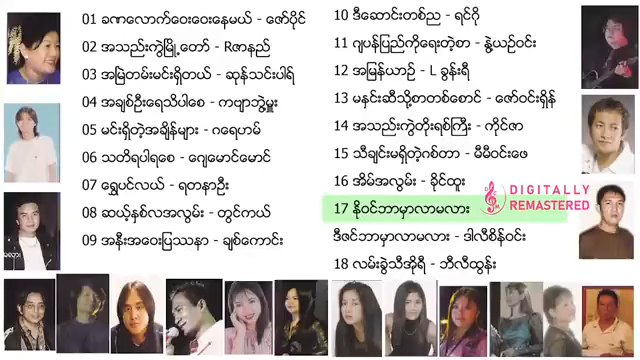 01 ခဏလောက်ဝေးဝေးနေမယ် - ဇော်ပိုင်
02 အသည်းကွဲမြို့တော် - Rဇာနည်
03 အမြဲတမ်းမင်းရှိတယ် - ဆုန်သင်းပါရ်
04 အချစ်ဦးရေသိပါစေ - ကဗျာဘွဲ့မှူး
05 မင်းရှိတဲ့အချိန်များ - ဂရေဟမ်
06 သတိရပါရစေ - ဂျေမောင်မောင်
07 ရွှေပင်လယ် - ရတနာဦး
08 ဆယ့်နှစ်လအလွမ်း - တွင်ကယ်
09 အနီးအဝေးပြဿနာ - ချစ်ကောင်း
10 ဒီဆောင်းတစ်ည - ရင်ဂို
11 ဂျပန်ပြည်ကိုရေးတဲ့စာ - နွဲ့ယဉ်ဝင်း
12 အမြန်ယာဉ် - L ခွန်းရီ
13 မနှင်းဆီသို့စာတစ်စောင် - ဇော်ဝင်းရှိန်
14 အသည်းကွဲတိုးရစ်ကြီး - ကိုင်ဇာ
15 သီချင်းမရှိတဲ့ဂစ်တာ - မီမီဝင်းဖေ
16 အိမ်အလွမ်း - ခိုင်ထူး
17 နိုဝင်ဘာမှာလာမလား
ဒီဇင်ဘာမှာလာမလား - ဒါလီစိန်ဝင်း
18 လမ်းခွဲသီအိုရီ - ဘီလီထွန်း
DIGITALLY
REMASTERED